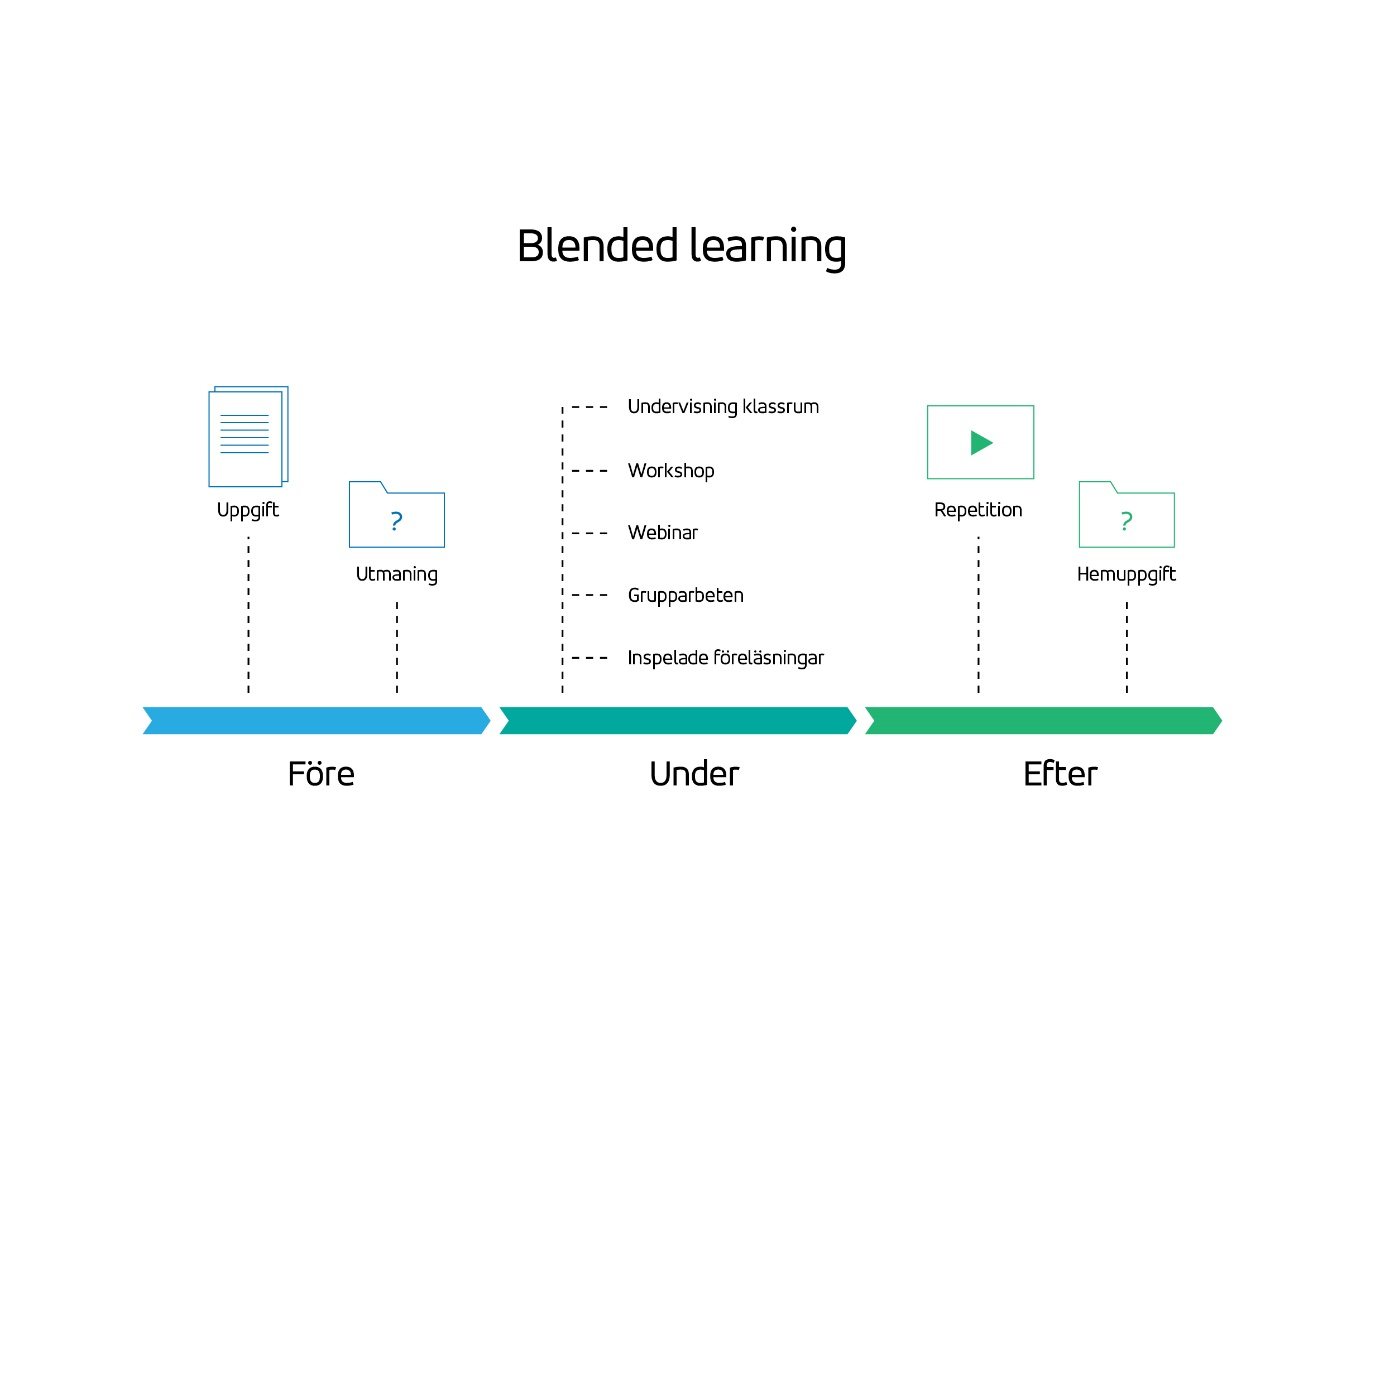 Blended learning
Uppgift
?
Utmaning
Undervisning klassrum
Workshop
Webinar
Grupparbeten
Inspelade föreläsningar
Repetition
?
Hemuppgift
Före
Under
Efter